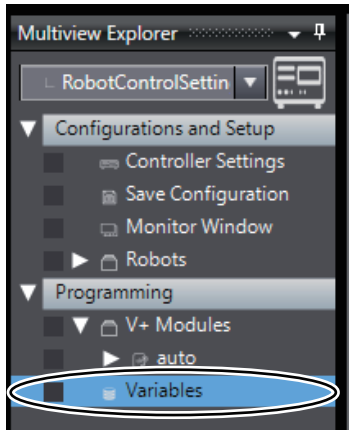 Multiview Explorer
RobotControlSettin
Configurations and Setup
Controller Settings
Save Configuration
Monitor Window
Robots
Programming
V+ Modules
auto
Variables